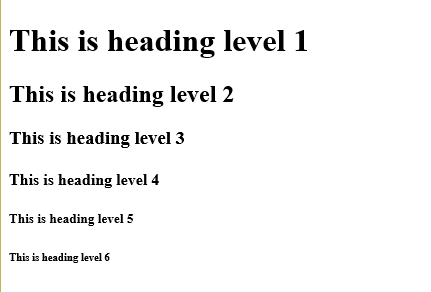 This is heading level 1
This is heading level 2
This is heading level 3
This is heading level 4
This is heading level 5
This is heading level 6